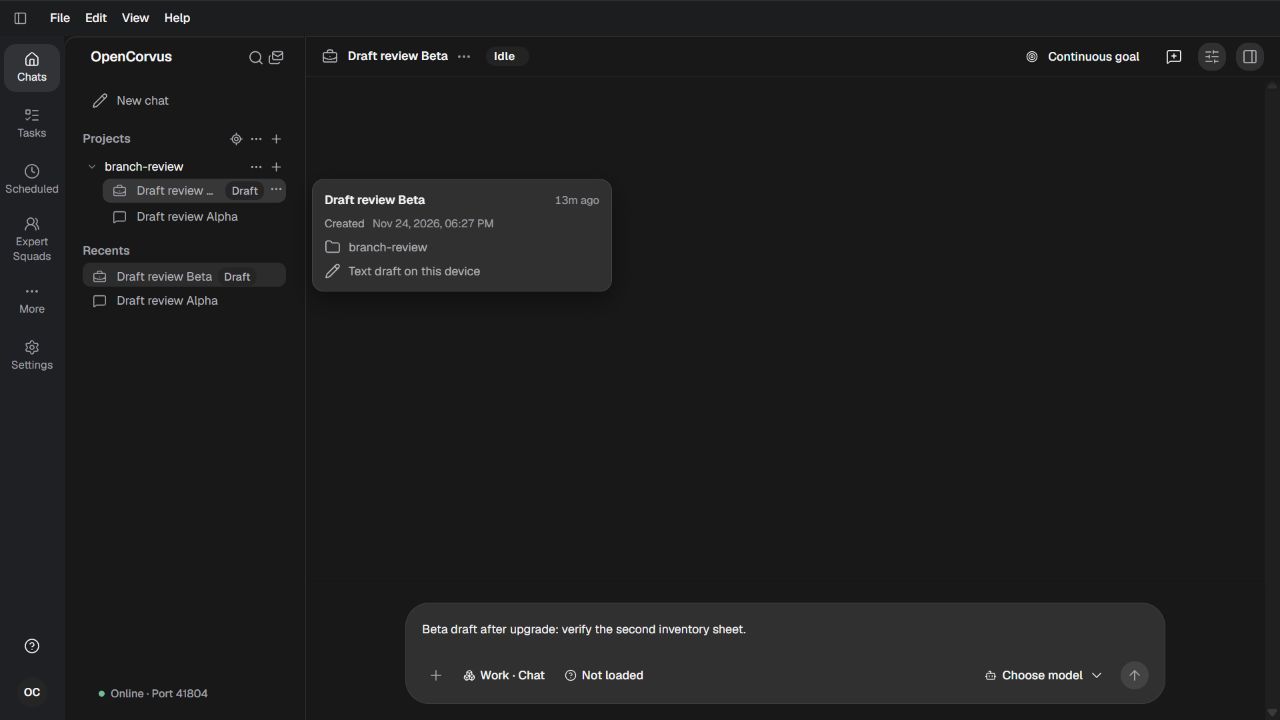 File Edit View Help
Chats
Tasks
Scheduled
Expert
Squads
More
Settings
OC
OpenCorvus
New chat
Projects
branch-review
Draft review ... Draft
Draft review Alpha
Recents
Draft review Beta Draft
Draft review Alpha
Online · Port 41804
Draft review Beta Idle
Continuous goal
Draft review Beta 13m ago
Created Nov 24, 2026, 06:27 PM
branch-review
Text draft on this device
Beta draft after upgrade: verify the second inventory sheet.
Work · Chat Not loaded Choose model